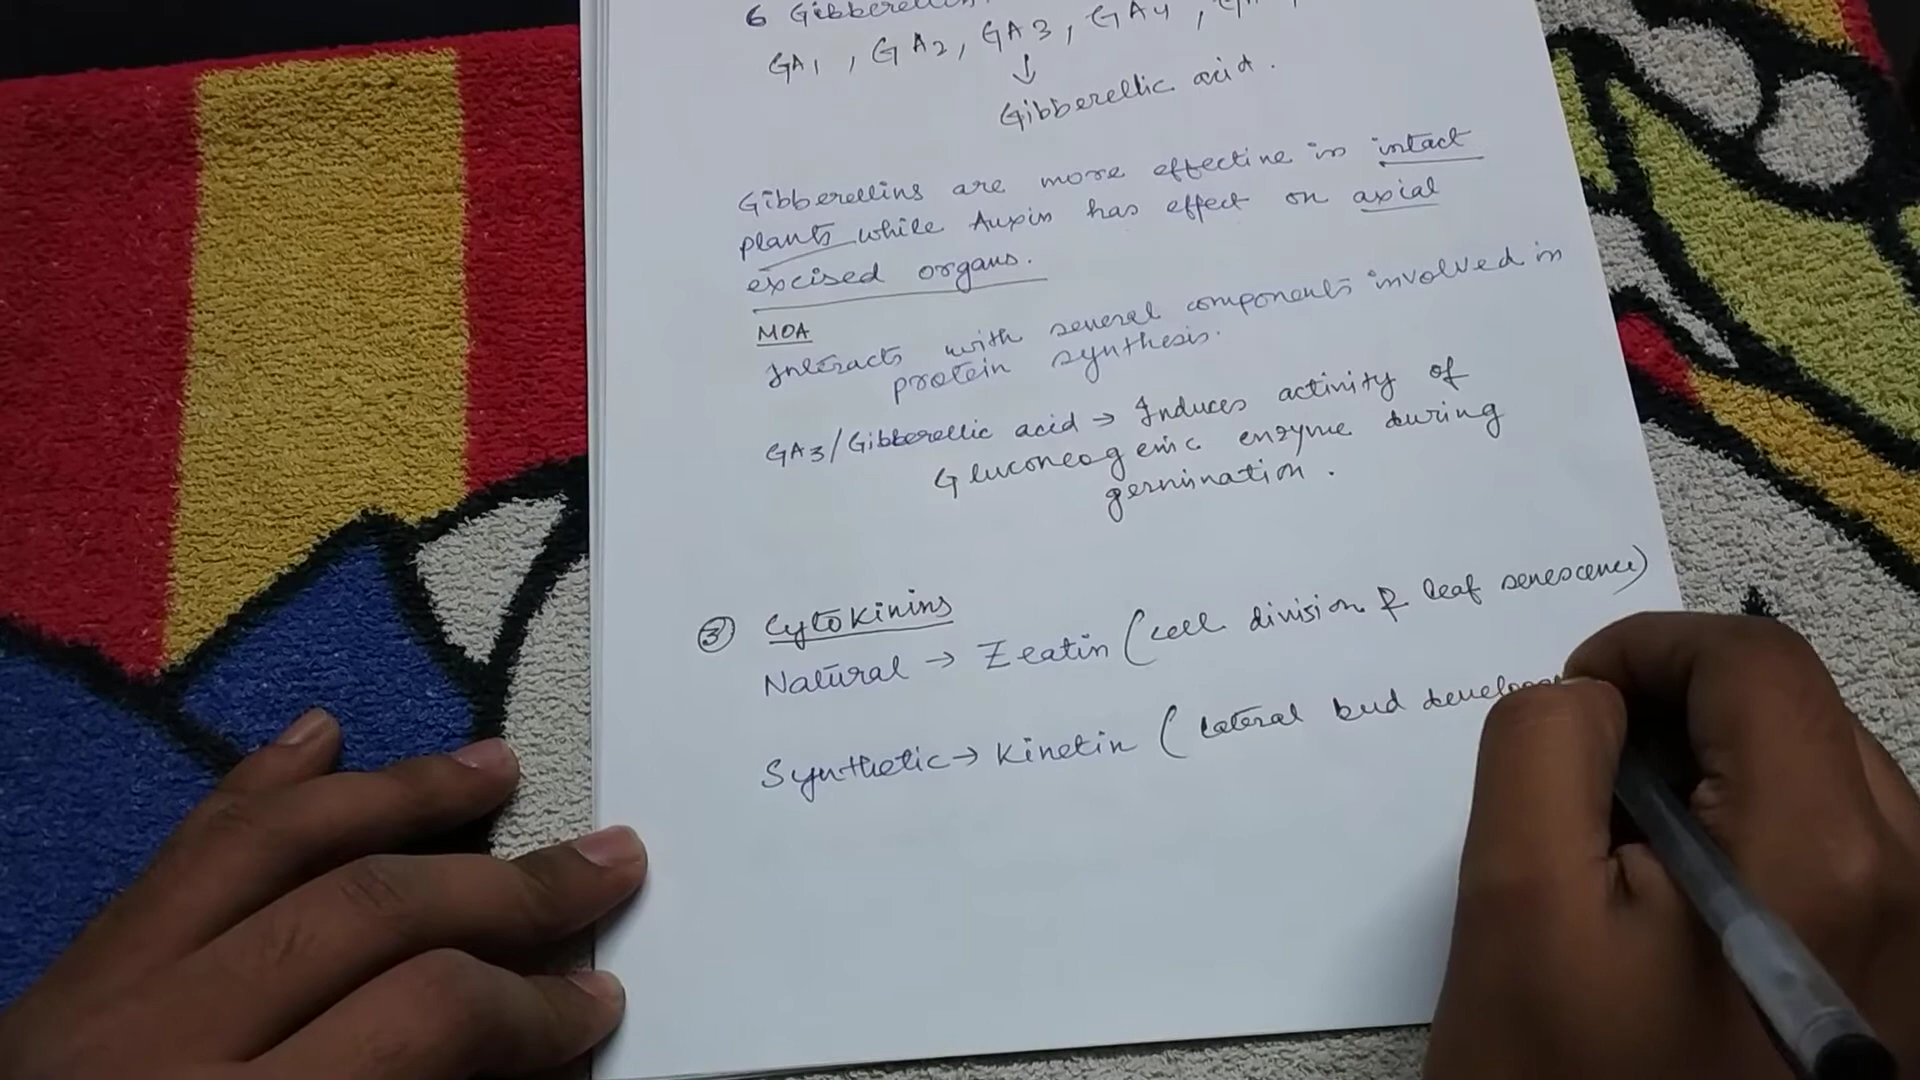 6 Gibberellin
GA1, GA2, GA3, GA4,
↓
Gibberellic acid.
Gibberellins are more effective in intact
plants while Auxin has effect on axial
excised organs.
MOA
Interacts with several components involved in
protein synthesis.
GA3/Gibberellic acid → Induces activity of
Gluconeogenic enzyme during
germination.
③ Cytokinins
Natural → Zeatin (cell division & leaf senescence)
Synthetic → Kinetin (lateral bud